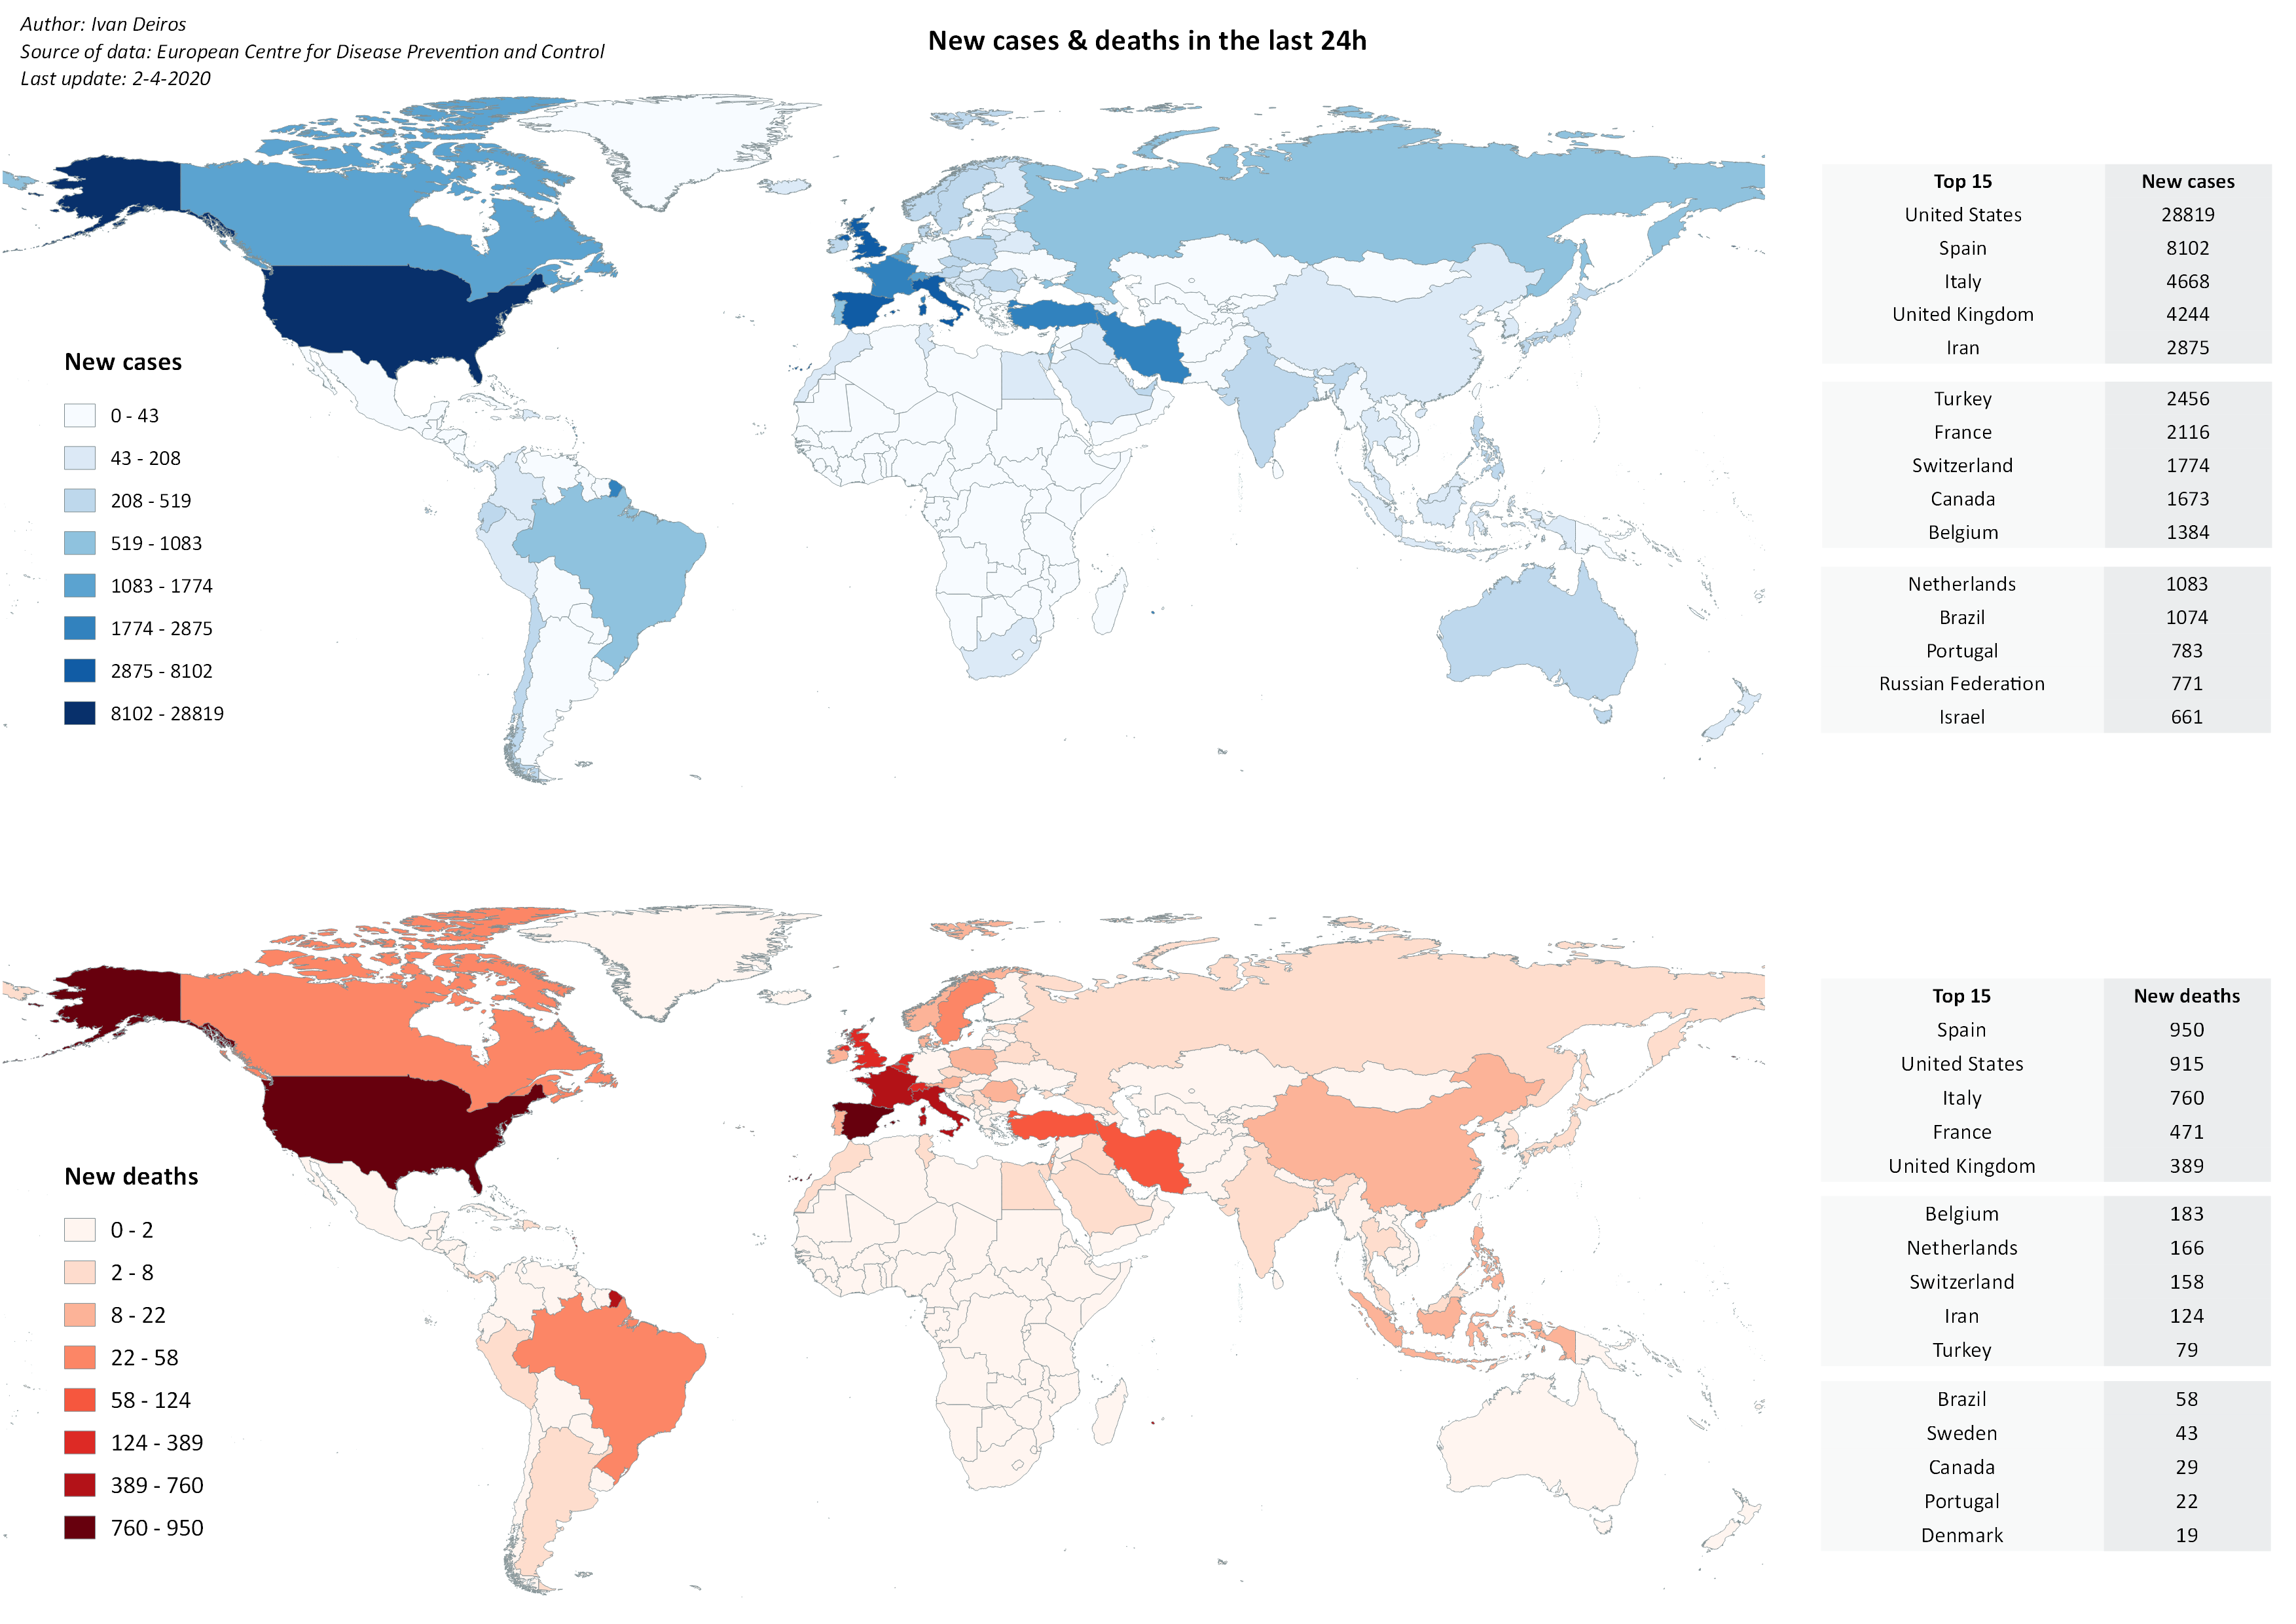 Author: Ivan Deiros
Source of data: European Centre for Disease Prevention and Control
Last update: 2-4-2020
New cases & deaths in the last 24h
New cases
0 - 43
43 - 208
208 - 519
519 - 1083
1083 - 1774
1774 - 2875
2875 - 8102
8102 - 28819
Top 15 New cases
United States 28819
Spain 8102
Italy 4668
United Kingdom 4244
Iran 2875
Turkey 2456
France 2116
Switzerland 1774
Canada 1673
Belgium 1384
Netherlands 1083
Brazil 1074
Portugal 783
Russian Federation 771
Israel 661
New deaths
0 - 2
2 - 8
8 - 22
22 - 58
58 - 124
124 - 389
389 - 760
760 - 950
Top 15 New deaths
Spain 950
United States 915
Italy 760
France 471
United Kingdom 389
Belgium 183
Netherlands 166
Switzerland 158
Iran 124
Turkey 79
Brazil 58
Sweden 43
Canada 29
Portugal 22
Denmark 19